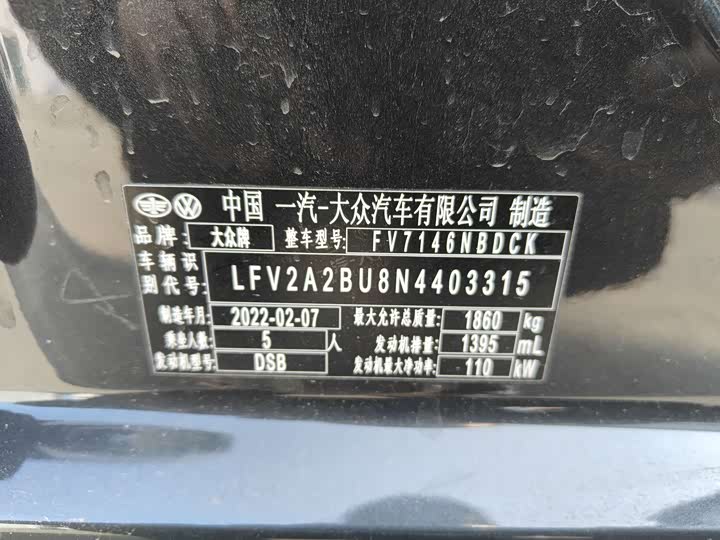 中国 一汽-大众汽车有限公司 制造
品牌: 大众牌 整车型号: FV7146NBDCK
车辆识
别代号: LFV2A2BU8N4403315
制造年月: 2022-02-07 最大允许总质量: 1860 kg
乘坐人数: 5 人 发动机排量: 1395 mL
发动机型号: DSB 发动机最大净功率: 110 kW